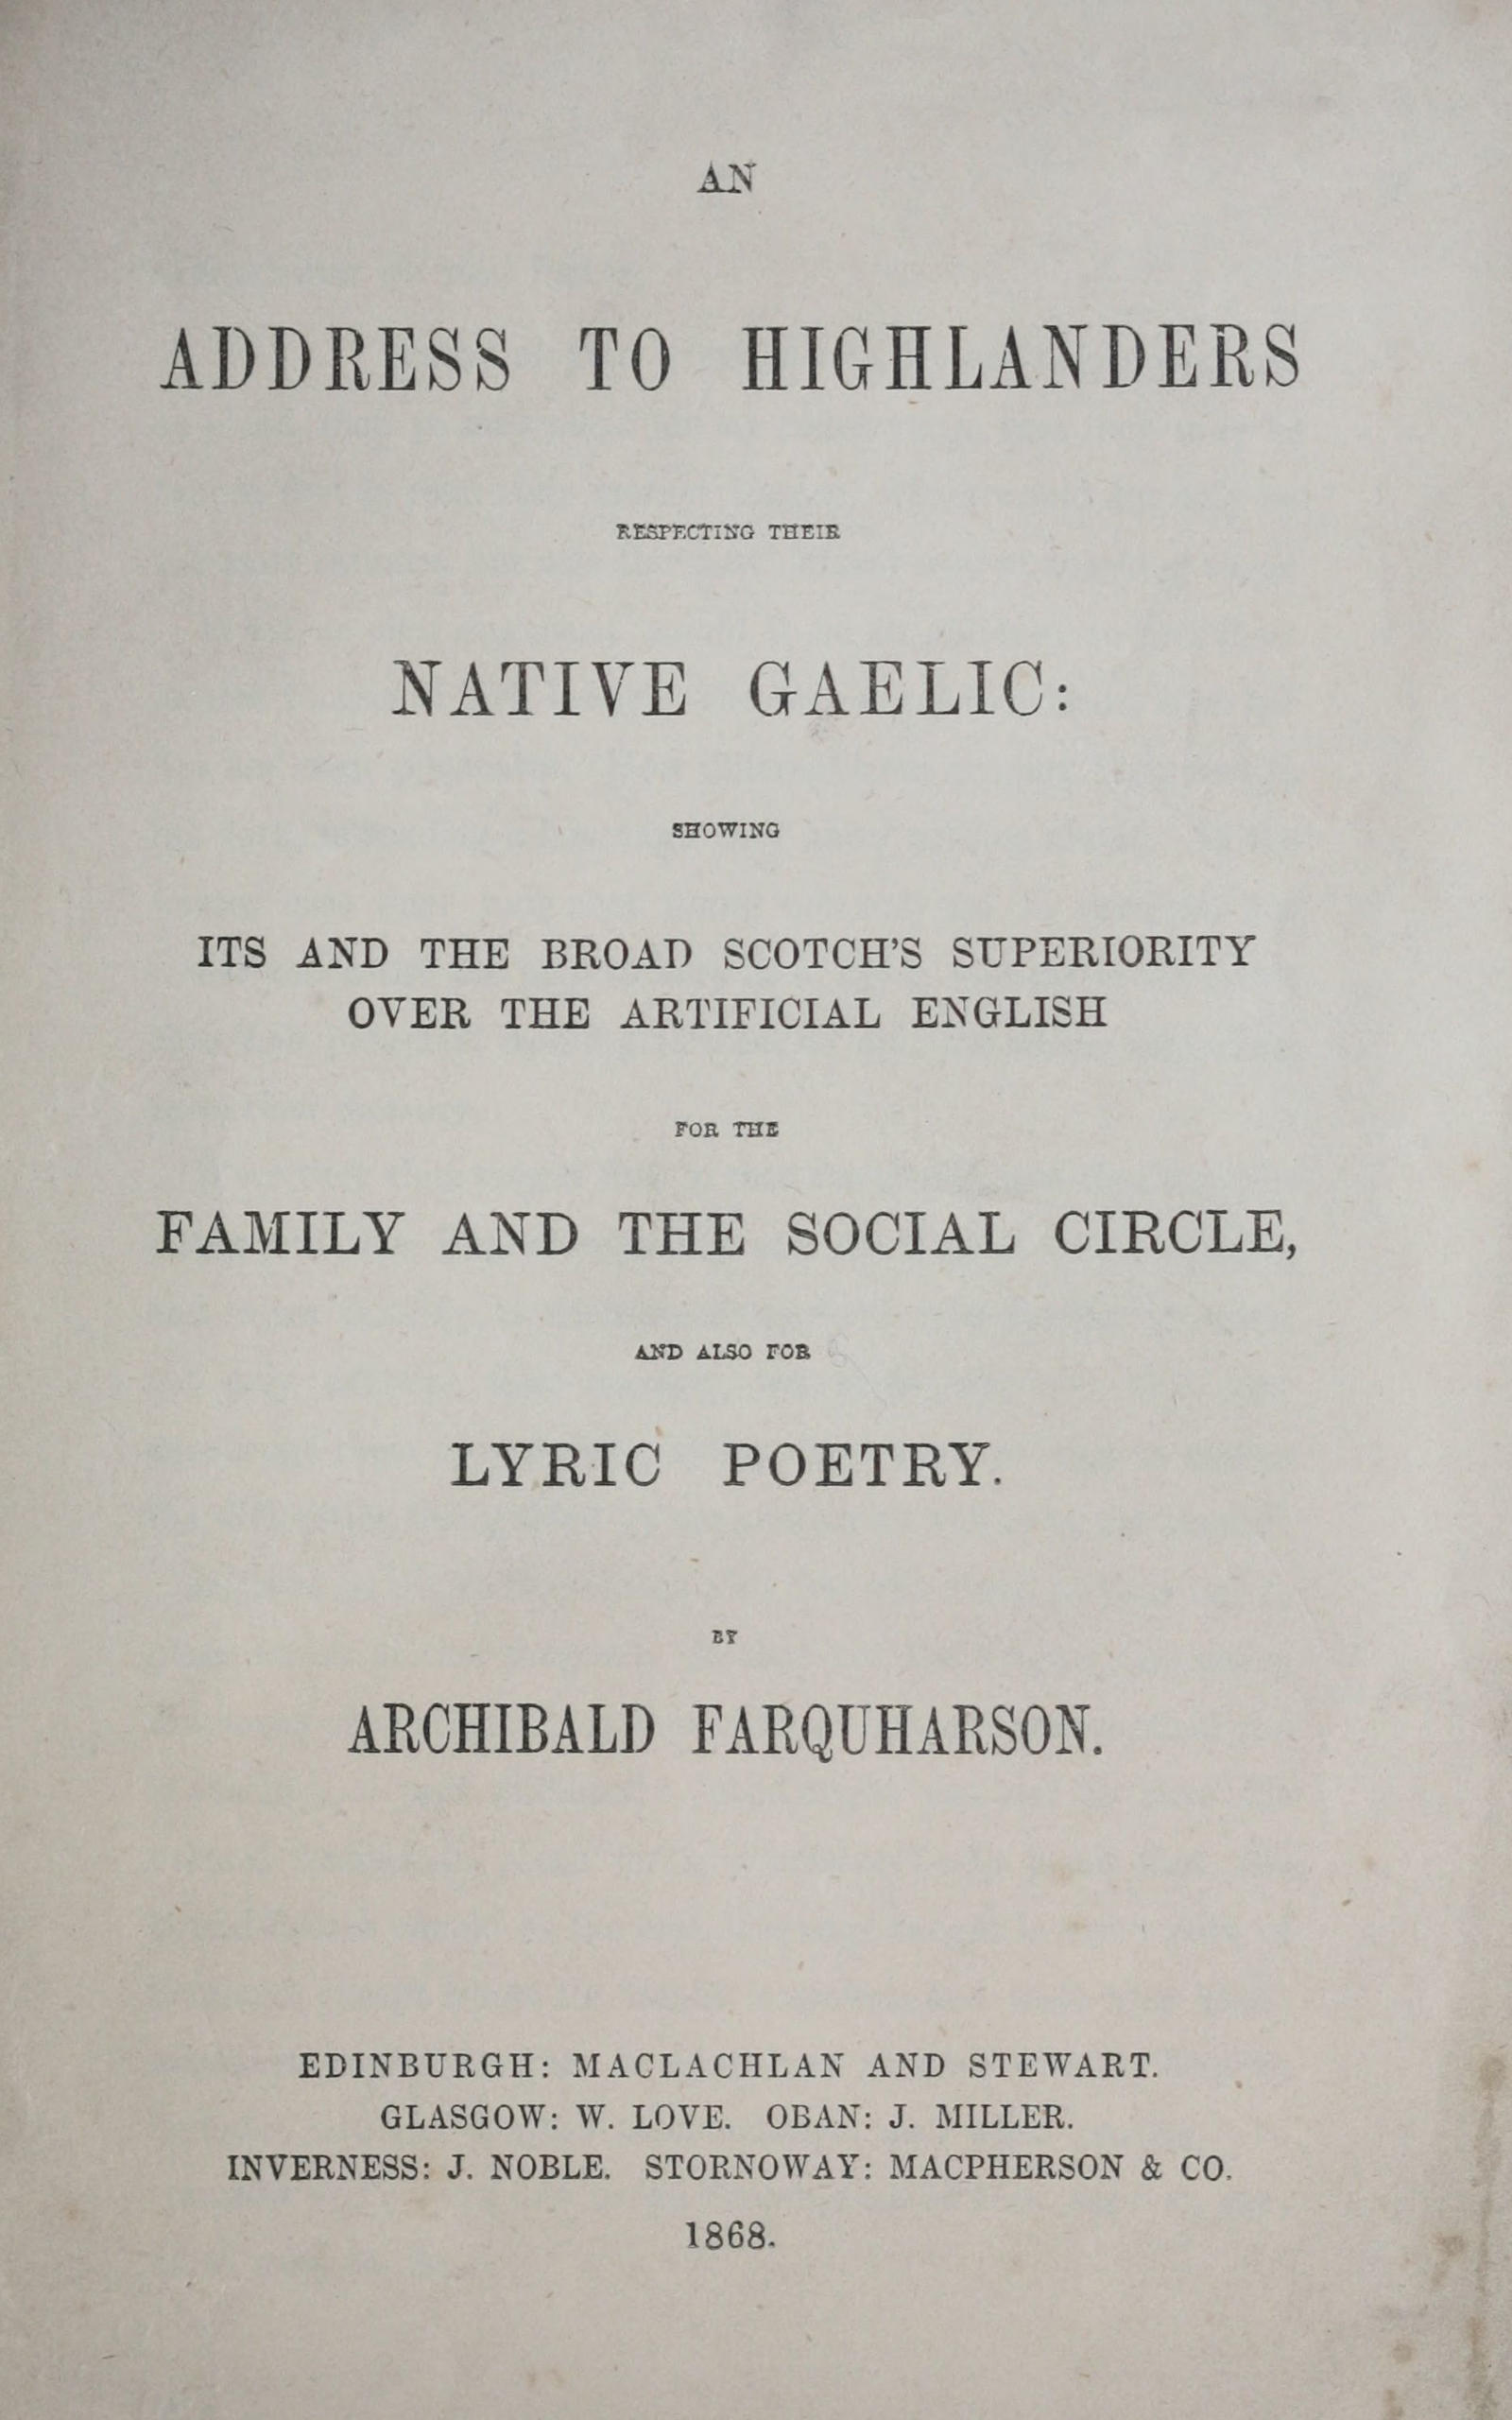 AN
ADDRESS TO HIGHLANDERS
RESPECTING THEIR
NATIVE GAELIC:
SHOWING
ITS AND THE BROAD SCOTCH'S SUPERIORITY
OVER THE ARTIFICIAL ENGLISH
FOR THE
FAMILY AND THE SOCIAL CIRCLE,
AND ALSO FOR
LYRIC POETRY.
BY
ARCHIBALD FARQUHARSON.
EDINBURGH: MACLACHLAN AND STEWART.
GLASGOW: W. LOVE. OBAN: J. MILLER.
INVERNESS: J. NOBLE. STORNOWAY: MACPHERSON & CO.
1868.